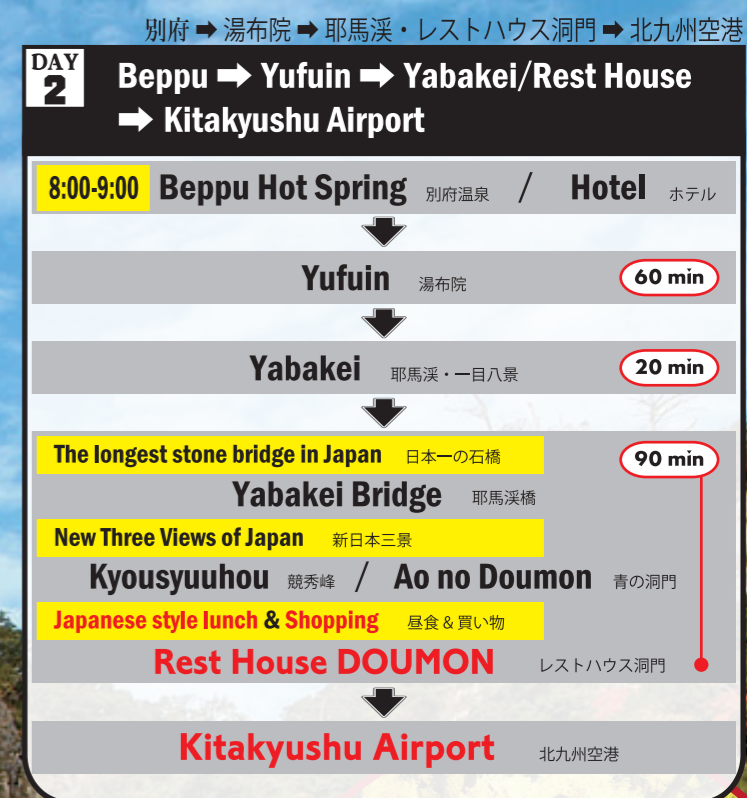 別府 ➡ 湯布院 ➡ 耶馬渓・レストハウス洞門 ➡ 北九州空港
DAY 2
Beppu ➡ Yufuin ➡ Yabakei/Rest House
➡ Kitakyushu Airport
8:00-9:00 Beppu Hot Spring 別府温泉 / Hotel ホテル
Yufuin 湯布院 60 min
Yabakei 耶馬渓・一目八景 20 min
The longest stone bridge in Japan 日本一の石橋 90 min
Yabakei Bridge 耶馬渓橋
New Three Views of Japan 新日本三景
Kyousyuuhou 競秀峰 / Ao no Doumon 青の洞門
Japanese style lunch & Shopping 昼食 & 買い物
Rest House DOUMON レストハウス洞門
Kitakyushu Airport 北九州空港